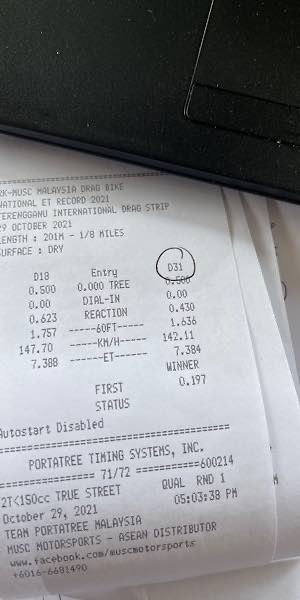 RK-MUSC MALAYSIA DRAG BIKE
NATIONAL ET RECORD 2021
TERENGGANU INTERNATIONAL DRAG STRIP
29 OCTOBER 2021
LENGTH : 201M - 1/8 MILES
SURFACE : DRY
D18 Entry D31
0.500 0.000 TREE 0.500
0.00 DIAL-IN 0.00
0.623 REACTION 0.430
1.757 -----60FT----- 1.636
147.70 -----KM/H----- 142.11
7.388 ------ET------ 7.384
WINNER
FIRST 0.197
STATUS
Autostart Disabled
PORTATREE TIMING SYSTEMS, INC.
=============== 71/72 ===========600214
2T<150cc TRUE STREET QUAL RND 1
October 29, 2021 05:03:38 PM
TEAM PORTATREE MALAYSIA
MUSC MOTORSPORTS - ASEAN DISTRIBUTOR
www.facebook.com/muscmotorsports
+6016-6681490